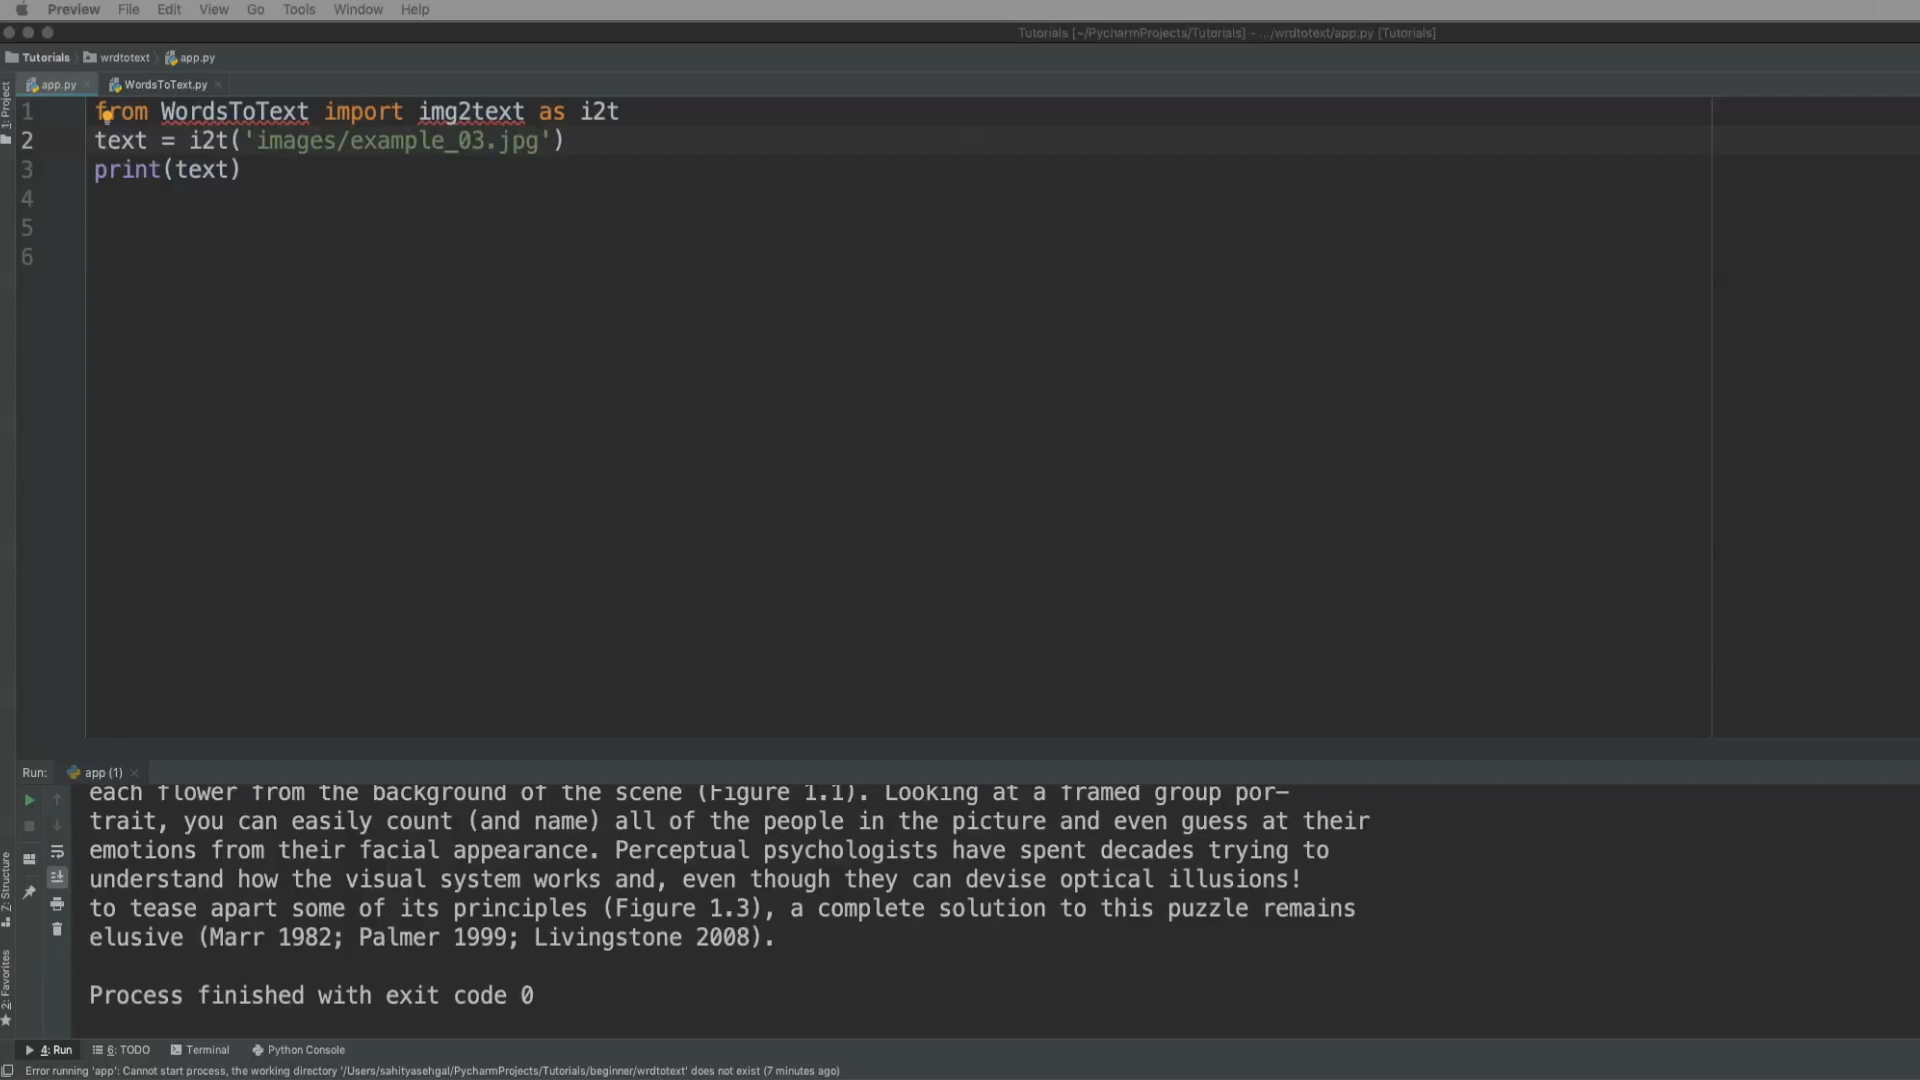 Preview File Edit View Go Tools Window Help
Tutorials [~/PycharmProjects/Tutorials] - .../wrdtotext/app.py [Tutorials]
Tutorials wrdtotext app.py
app.py WordsToText.py
1: Project
1 from WordsToText import img2text as i2t
2 text = i2t('images/example_03.jpg')
3 print(text)
4
5
6
Run: app (1)
each flower from the background of the scene (Figure 1.1). Looking at a framed group por–
trait, you can easily count (and name) all of the people in the picture and even guess at their
emotions from their facial appearance. Perceptual psychologists have spent decades trying to
understand how the visual system works and, even though they can devise optical illusions!
to tease apart some of its principles (Figure 1.3), a complete solution to this puzzle remains
elusive (Marr 1982; Palmer 1999; Livingstone 2008).
Process finished with exit code 0
7: Structure
2: Favorites
4: Run 6: TODO Terminal Python Console
Error running 'app': Cannot start process, the working directory '/Users/sahityasehgal/PycharmProjects/Tutorials/beginner/wrdtotext' does not exist (7 minutes ago)